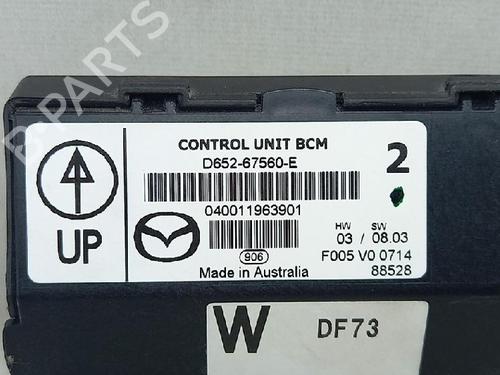 B-PARTS
CONTROL UNIT BCM
D652-67560-E
2
040011963901
UP
HW SW
03 / 08.03
906
F005 V0 0714
Made in Australia
88528
W DF73